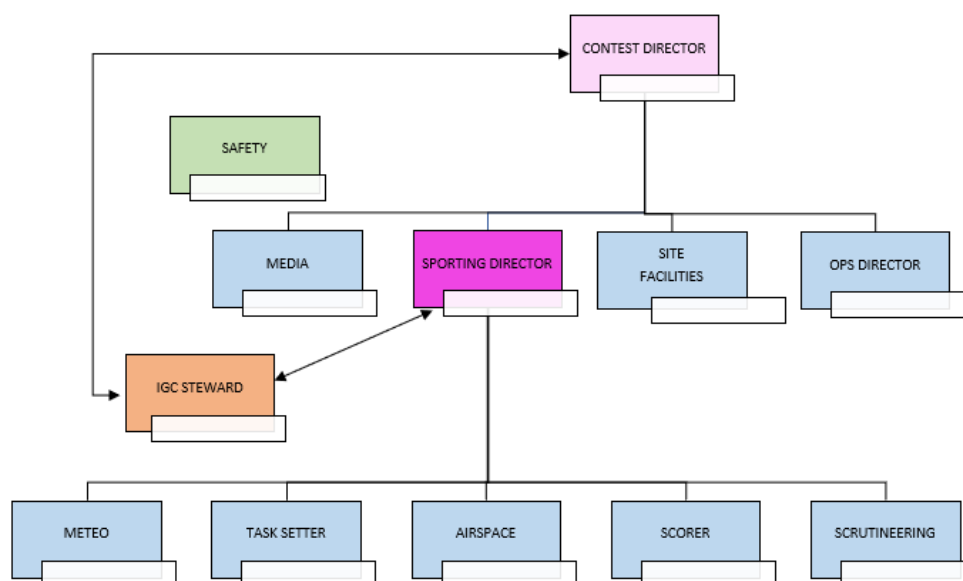 CONTEST DIRECTOR
SAFETY
MEDIA
SPORTING DIRECTOR
SITE
FACILITIES
OPS DIRECTOR
IGC STEWARD
METEO
TASK SETTER
AIRSPACE
SCORER
SCRUTINEERING